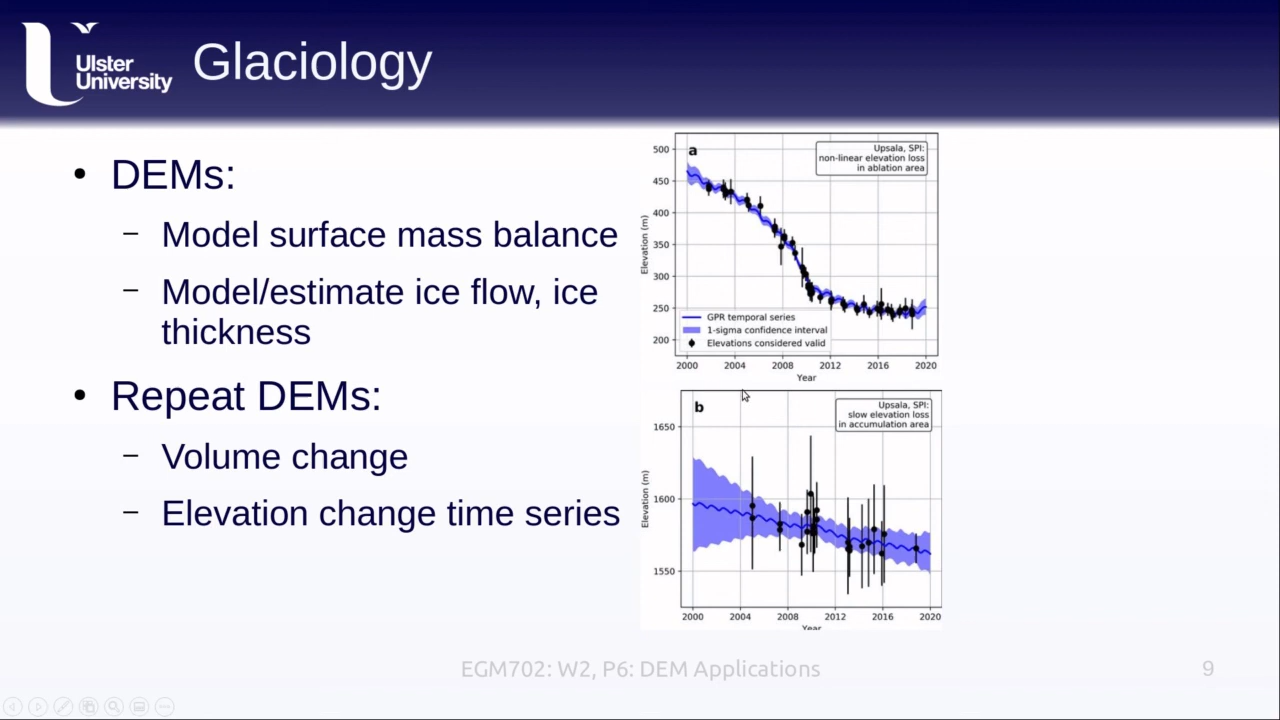 Ulster
University
Glaciology
• DEMs:
– Model surface mass balance
– Model/estimate ice flow, ice
thickness
• Repeat DEMs:
– Volume change
– Elevation change time series
a
Upsala, SPI:
non-linear elevation loss
in ablation area
500
450
400
350
300
250
200
Elevation (m)
GPR temporal series
1-sigma confidence interval
Elevations considered valid
2000 2004 2008 2012 2016 2020
Year
b
Upsala, SPI:
slow elevation loss
in accumulation area
1650
1600
1550
Elevation (m)
2000 2004 2008 2012 2016 2020
Year
EGM702: W2, P6: DEM Applications
9